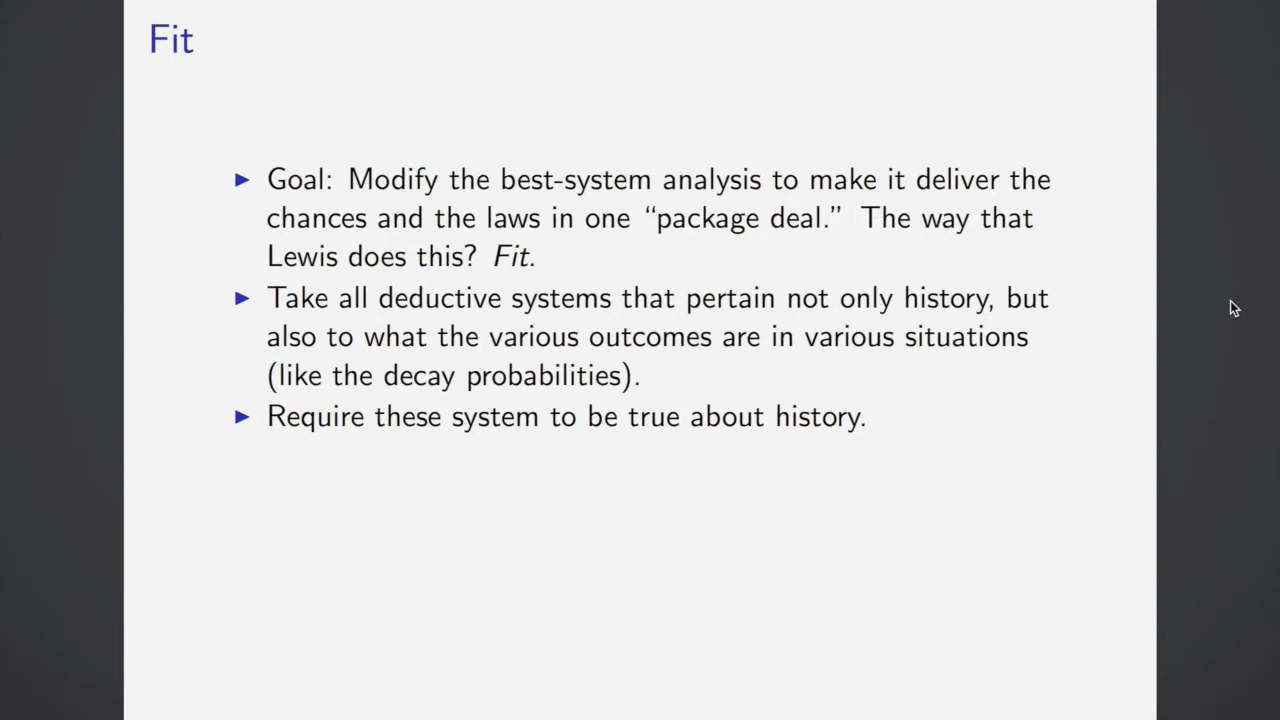 Fit
▶ Goal: Modify the best-system analysis to make it deliver the
chances and the laws in one “package deal.” The way that
Lewis does this? Fit.
▶ Take all deductive systems that pertain not only history, but
also to what the various outcomes are in various situations
(like the decay probabilities).
▶ Require these system to be true about history.